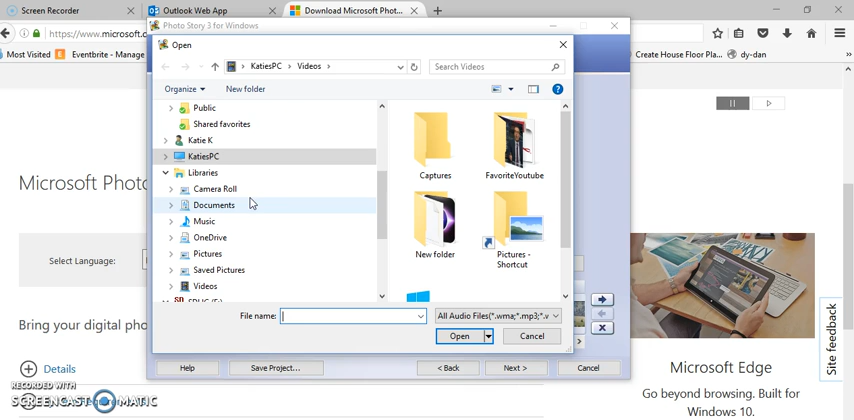 Screen Recorder
Outlook Web App
Download Microsoft Phot...
https://www.microsoft.c
Photo Story 3 for Windows
Most Visited
Eventbrite - Manage
Create House Floor Pla...
dy-dan
Open
KatiesPC
Videos
Search Videos
Organize
New folder
Public
Shared favorites
Katie K
KatiesPC
Libraries
Camera Roll
Documents
Music
OneDrive
Pictures
Saved Pictures
Videos
Captures
FavoriteYoutube
New folder
Pictures -
Shortcut
File name:
All Audio Files(*.wma;*.mp3;*.w
Open
Cancel
Help
Save Project...
< Back
Next >
Cancel
Microsoft Photo
Select Language:
Bring your digital pho
Details
RECORDED WITH
SCREENCAST MATIC
Microsoft Edge
Go beyond browsing. Built for
Windows 10.
Site feedback